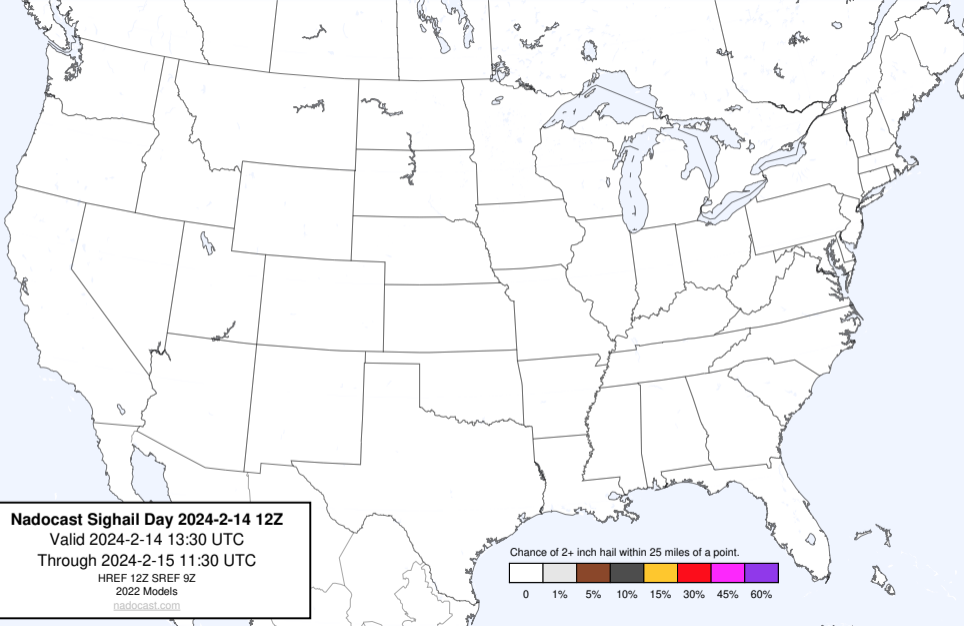 Nadocast Sighail Day 2024-2-14 12Z
Valid 2024-2-14 13:30 UTC
Through 2024-2-15 11:30 UTC
HREF 12Z SREF 9Z
2022 Models
nadocast.com
Chance of 2+ inch hail within 25 miles of a point.
0 1% 5% 10% 15% 30% 45% 60%